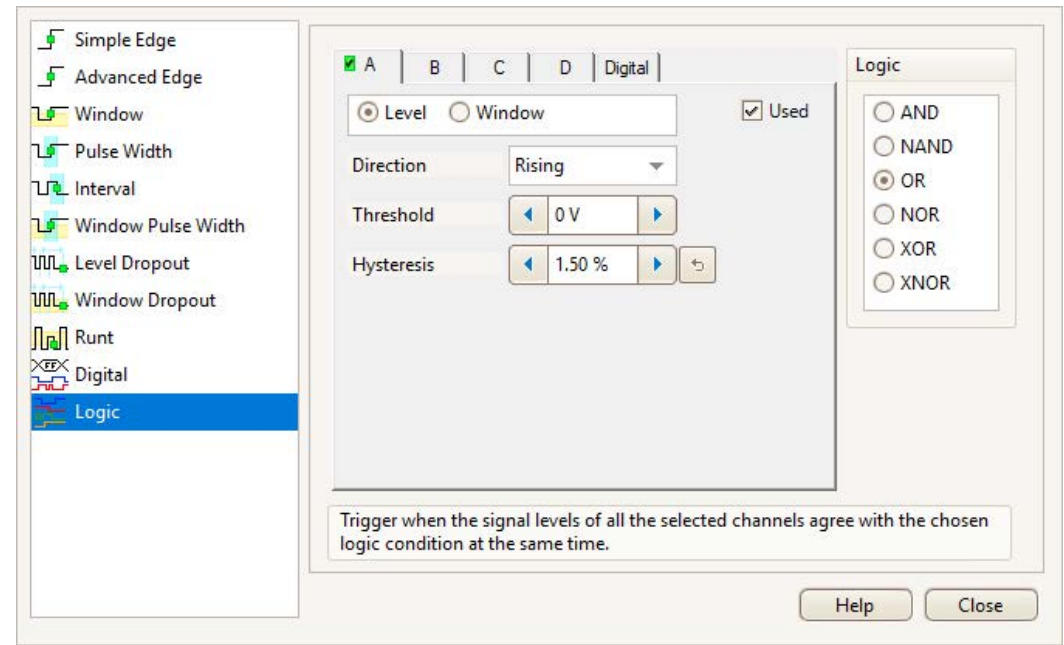 Simple Edge
Advanced Edge
Window
Pulse Width
Interval
Window Pulse Width
Level Dropout
Window Dropout
Runt
Digital
Logic
A B C D Digital
Level Window
Used
Direction Rising
Threshold 0 V
Hysteresis 1.50 %
Logic
AND
NAND
OR
NOR
XOR
XNOR
Trigger when the signal levels of all the selected channels agree with the chosen
logic condition at the same time.
Help Close